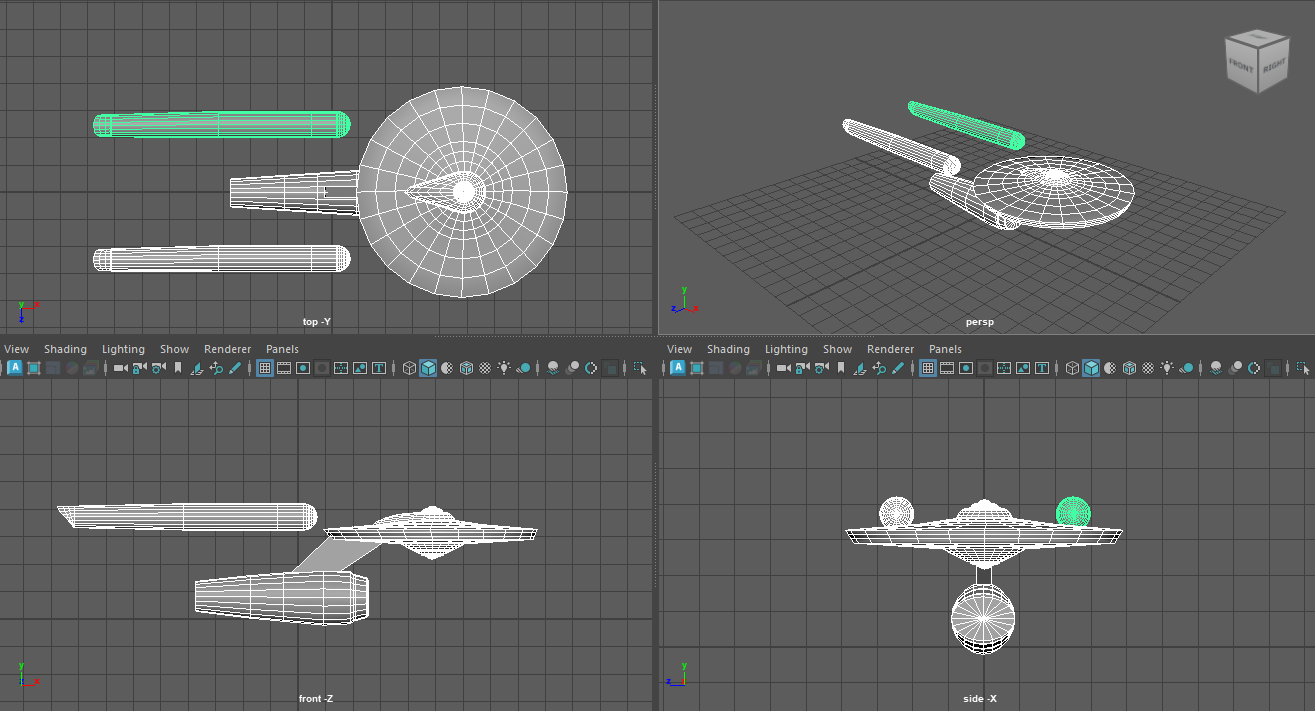 FRONT RIGHT
y x
z
top -Y
y
z x
persp
View Shading Lighting Show Renderer Panels
View Shading Lighting Show Renderer Panels
A T
A T
y
z x
front -Z
y
z
side -X